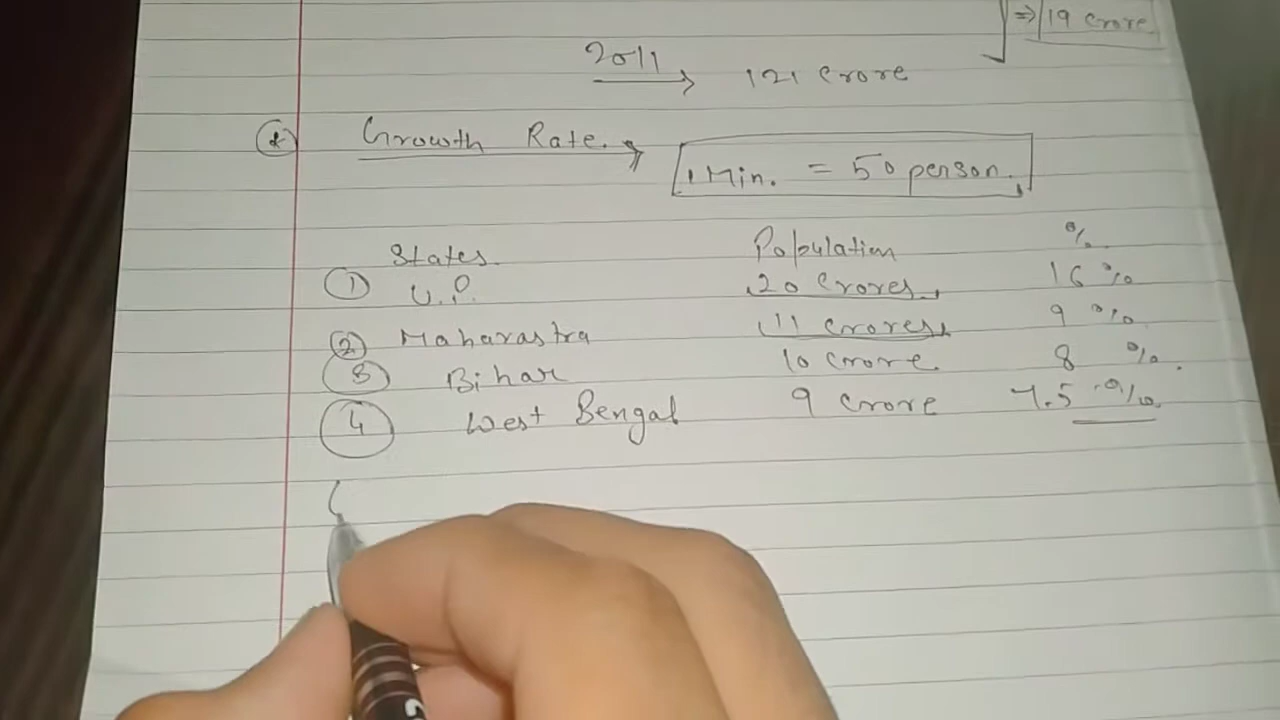 ⇒ 19 crore
2011 → 121 crore
Growth Rate. → 1 Min. = 50 person.
States. Population %
① U.P. 20 crores. 16 %
② Maharastra 11 crores. 9 %
③ Bihar 10 crore. 8 %.
④ West Bengal 9 crore 7.5 %.